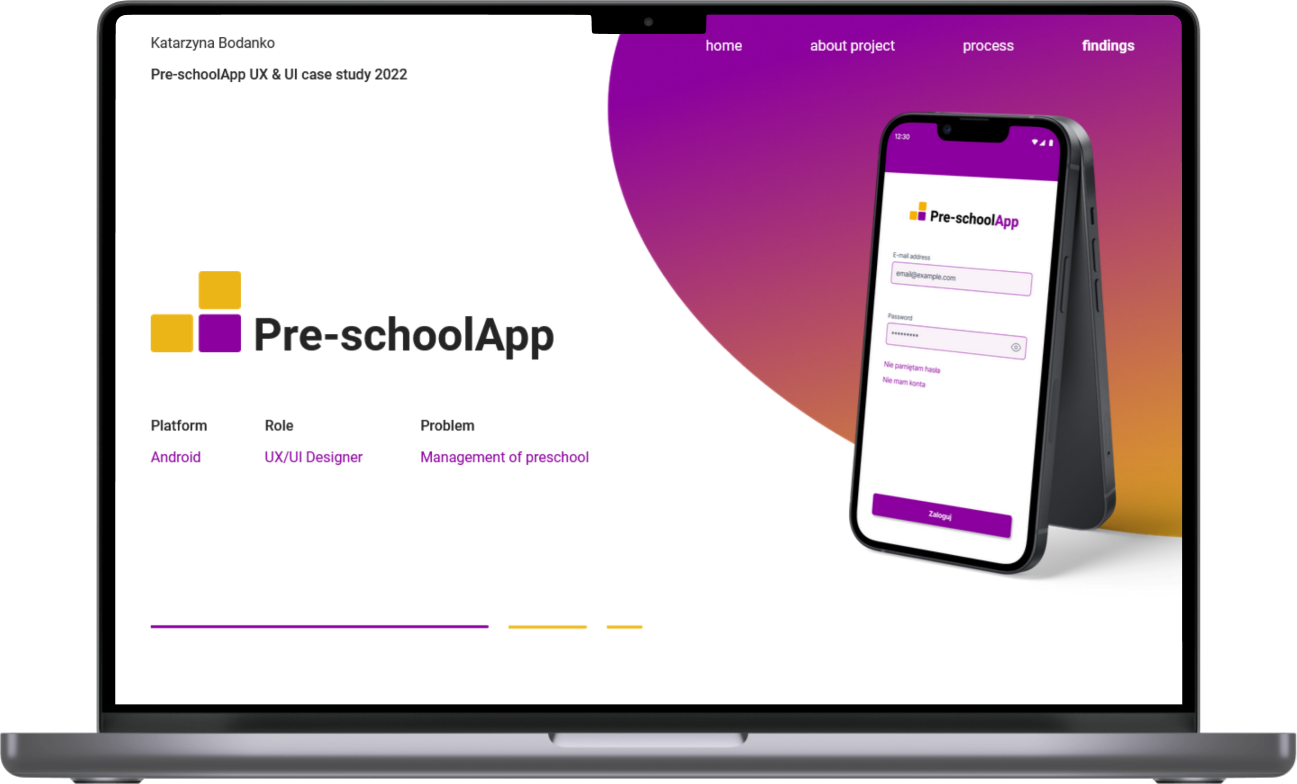 Katarzyna Bodanko
home
about project
process
findings
Pre-schoolApp UX & UI case study 2022
Pre-schoolApp
Platform
Role
Problem
Android
UX/UI Designer
Management of preschool
12:30
Pre-schoolApp
E-mail address
email@example.com
Password
*********
Nie pamiętam hasła
Nie mam konta
Zaloguj